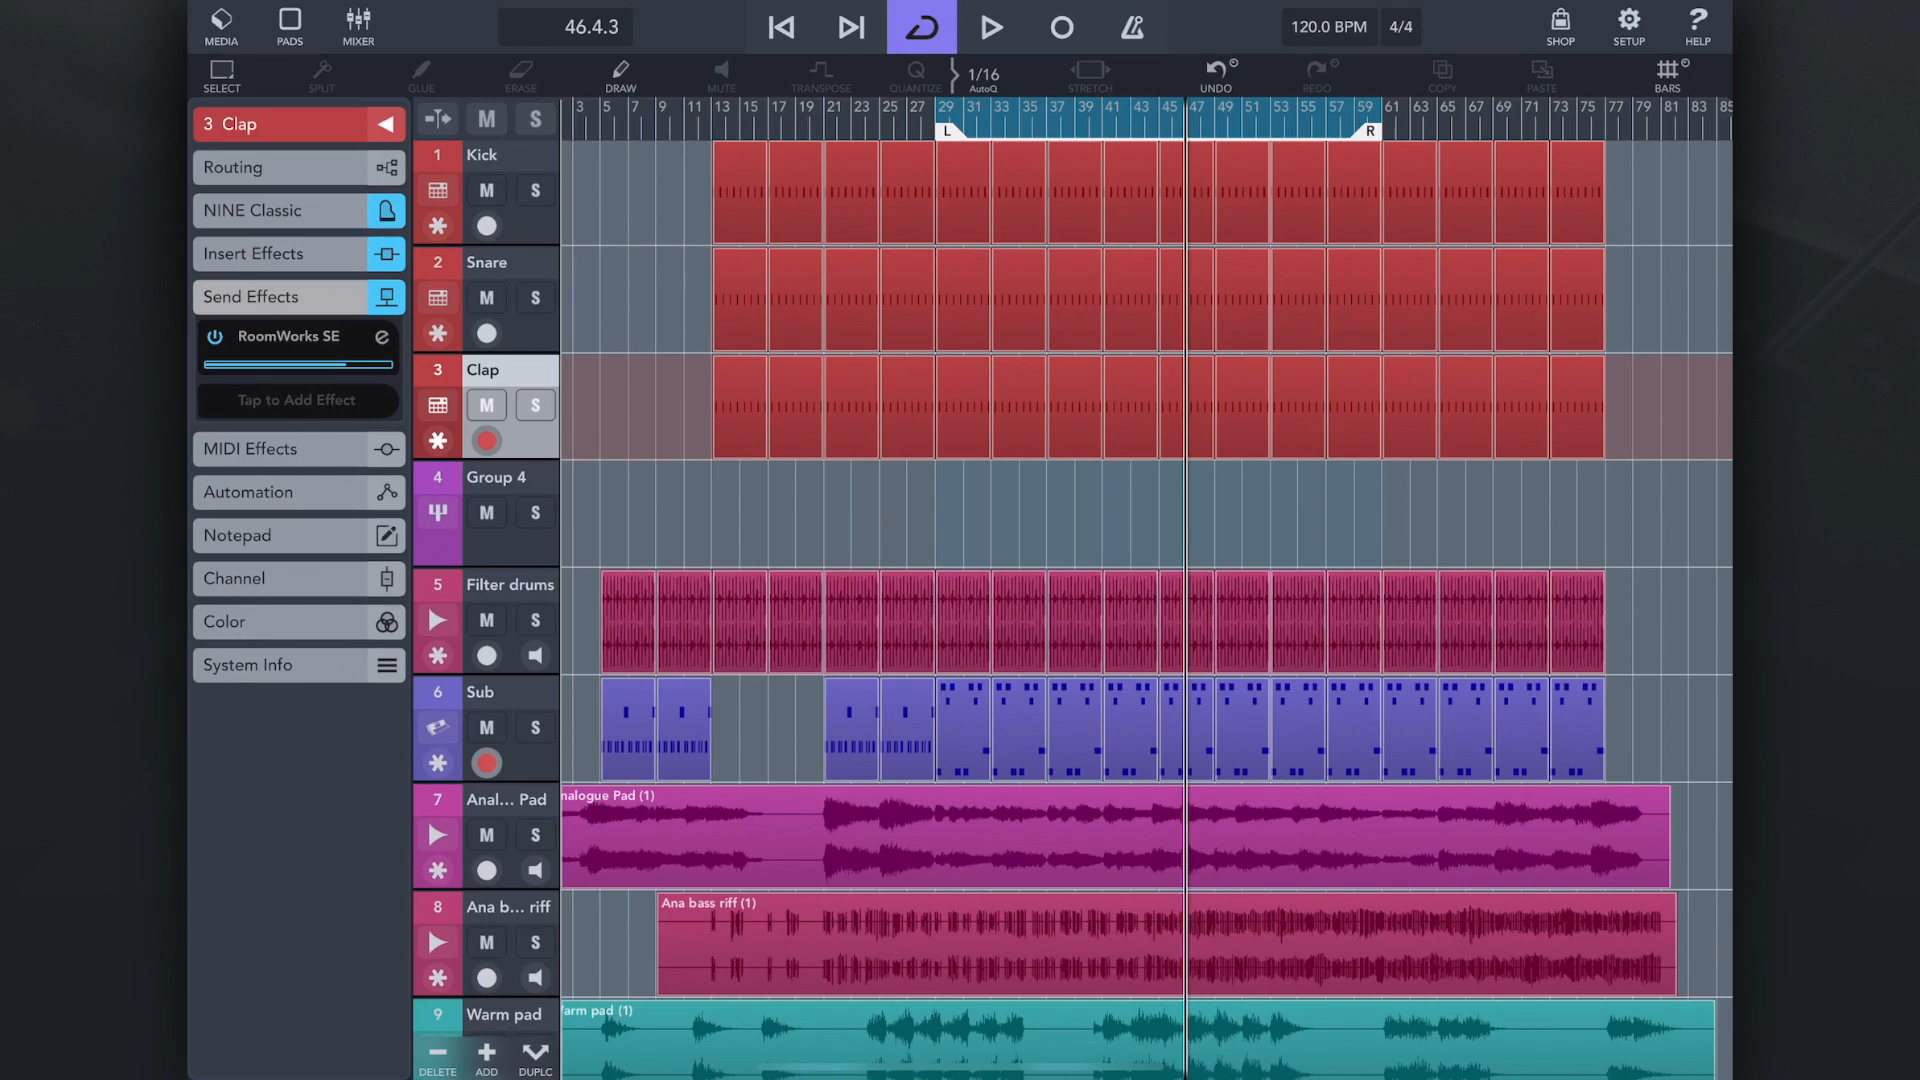 MEDIA
PADS
MIXER
46.4.3
120.0 BPM
4/4
SHOP
SETUP
?
HELP
SELECT
SPLIT
GLUE
ERASE
DRAW
MUTE
TRANSPOSE
QUANTIZE
1/16
AutoQ
STRETCH
UNDO
REDO
COPY
PASTE
BARS
3 5 7 9 11 13 15 17 19 21 23 25 27 29 31 33 35 37 39 41 43 45 47 49 51 53 55 57 59 61 63 65 67 69 71 73 75 77 79 81 83 85
L
R
3 Clap
Routing
NINE Classic
Insert Effects
Send Effects
RoomWorks SE
e
Tap to Add Effect
MIDI Effects
Automation
Notepad
Channel
Color
System Info
M S
1 Kick
M S
2 Snare
M S
3 Clap
M S
4 Group 4
M S
5 Filter drums
M S
6 Sub
M S
7 Anal... Pad
M S
nalogue Pad (1)
8 Ana b... riff
M S
Ana bass riff (1)
9 Warm pad
arm pad (1)
DELETE
ADD
DUPLC